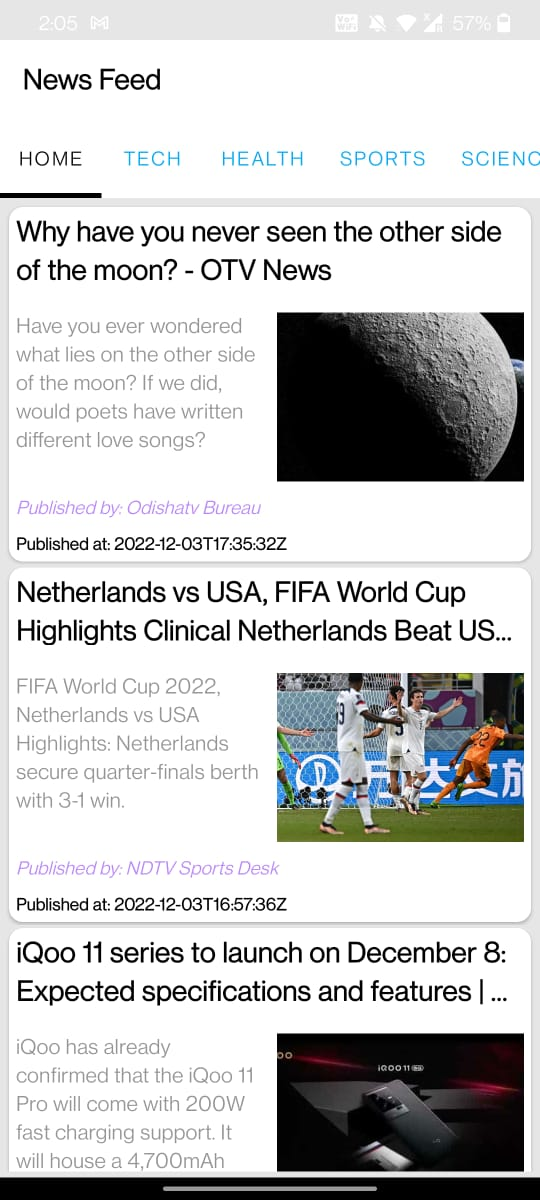 2:05
Vo)) WiFi
57%
News Feed
HOME TECH HEALTH SPORTS SCIENC
Why have you never seen the other side
of the moon? - OTV News
Have you ever wondered
what lies on the other side
of the moon? If we did,
would poets have written
different love songs?
Published by: Odishatv Bureau
Published at: 2022-12-03T17:35:32Z
Netherlands vs USA, FIFA World Cup
Highlights Clinical Netherlands Beat US...
FIFA World Cup 2022,
Netherlands vs USA
Highlights: Netherlands
secure quarter-finals berth
with 3-1 win.
万达文旅
22
Published by: NDTV Sports Desk
Published at: 2022-12-03T16:57:36Z
iQoo 11 series to launch on December 8:
Expected specifications and features | ...
iQoo has already
confirmed that the iQoo 11
Pro will come with 200W
fast charging support. It
will house a 4,700mAh
iQOO 11